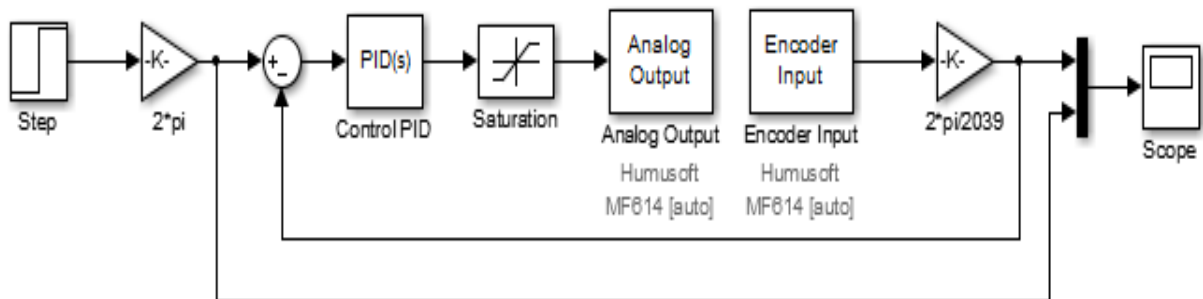 Step
-K-
2*pi
+
-
PID(s)
Control PID
Saturation
Analog
Output
Analog Output
Humusoft
MF614 [auto]
Encoder
Input
Encoder Input
Humusoft
MF614 [auto]
-K-
2*pi/2039
Scope